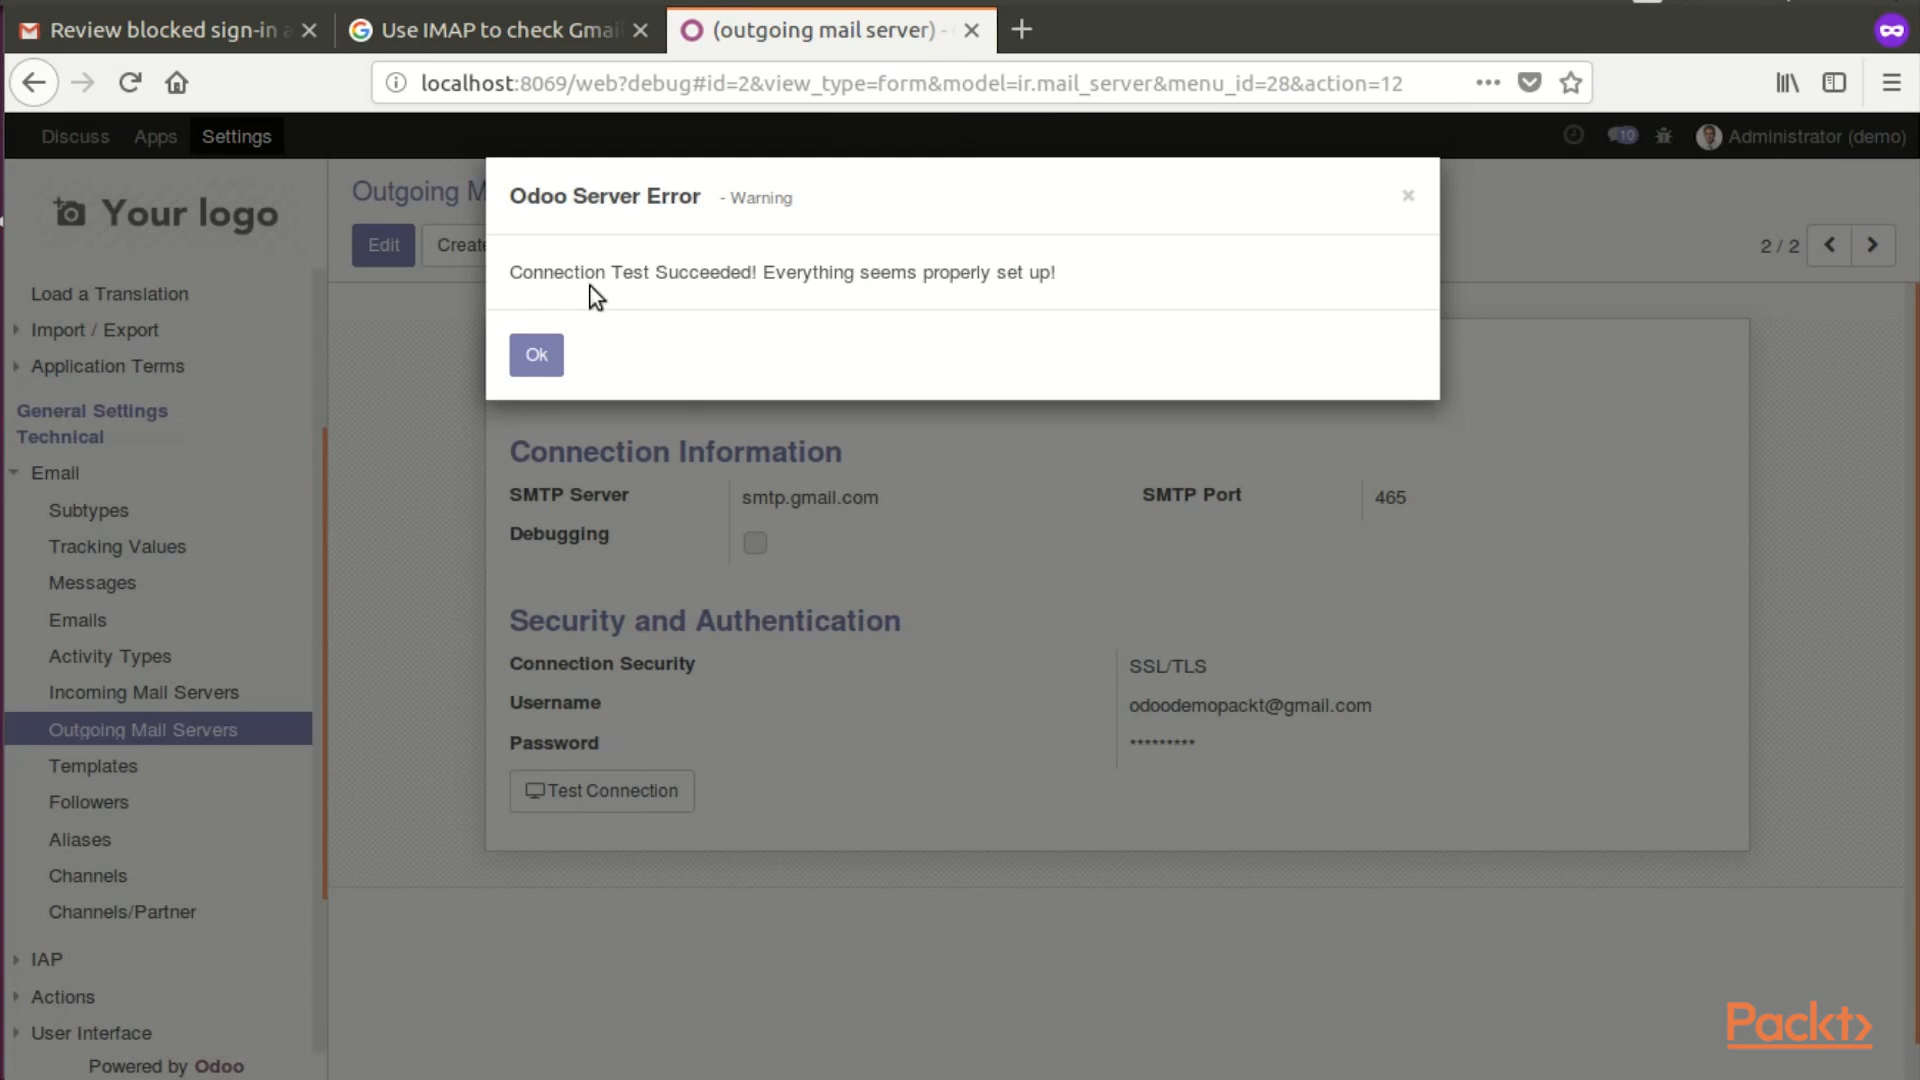 Review blocked sign-in a
Use IMAP to check Gmai
(outgoing mail server) -
localhost:8069/web?debug#id=2&view_type=form&model=ir.mail_server&menu_id=28&action=12
Discuss Apps Settings
10 Administrator (demo)
Your logo
Outgoing M
Edit Create
2 / 2
Odoo Server Error - Warning
Connection Test Succeeded! Everything seems properly set up!
Ok
Load a Translation
Import / Export
Application Terms
General Settings
Technical
Email
Subtypes
Tracking Values
Messages
Emails
Activity Types
Incoming Mail Servers
Outgoing Mail Servers
Templates
Followers
Aliases
Channels
Channels/Partner
IAP
Actions
User Interface
Powered by Odoo
Connection Information
SMTP Server smtp.gmail.com SMTP Port 465
Debugging
Security and Authentication
Connection Security SSL/TLS
Username odoodemopackt@gmail.com
Password *********
Test Connection
Packt>